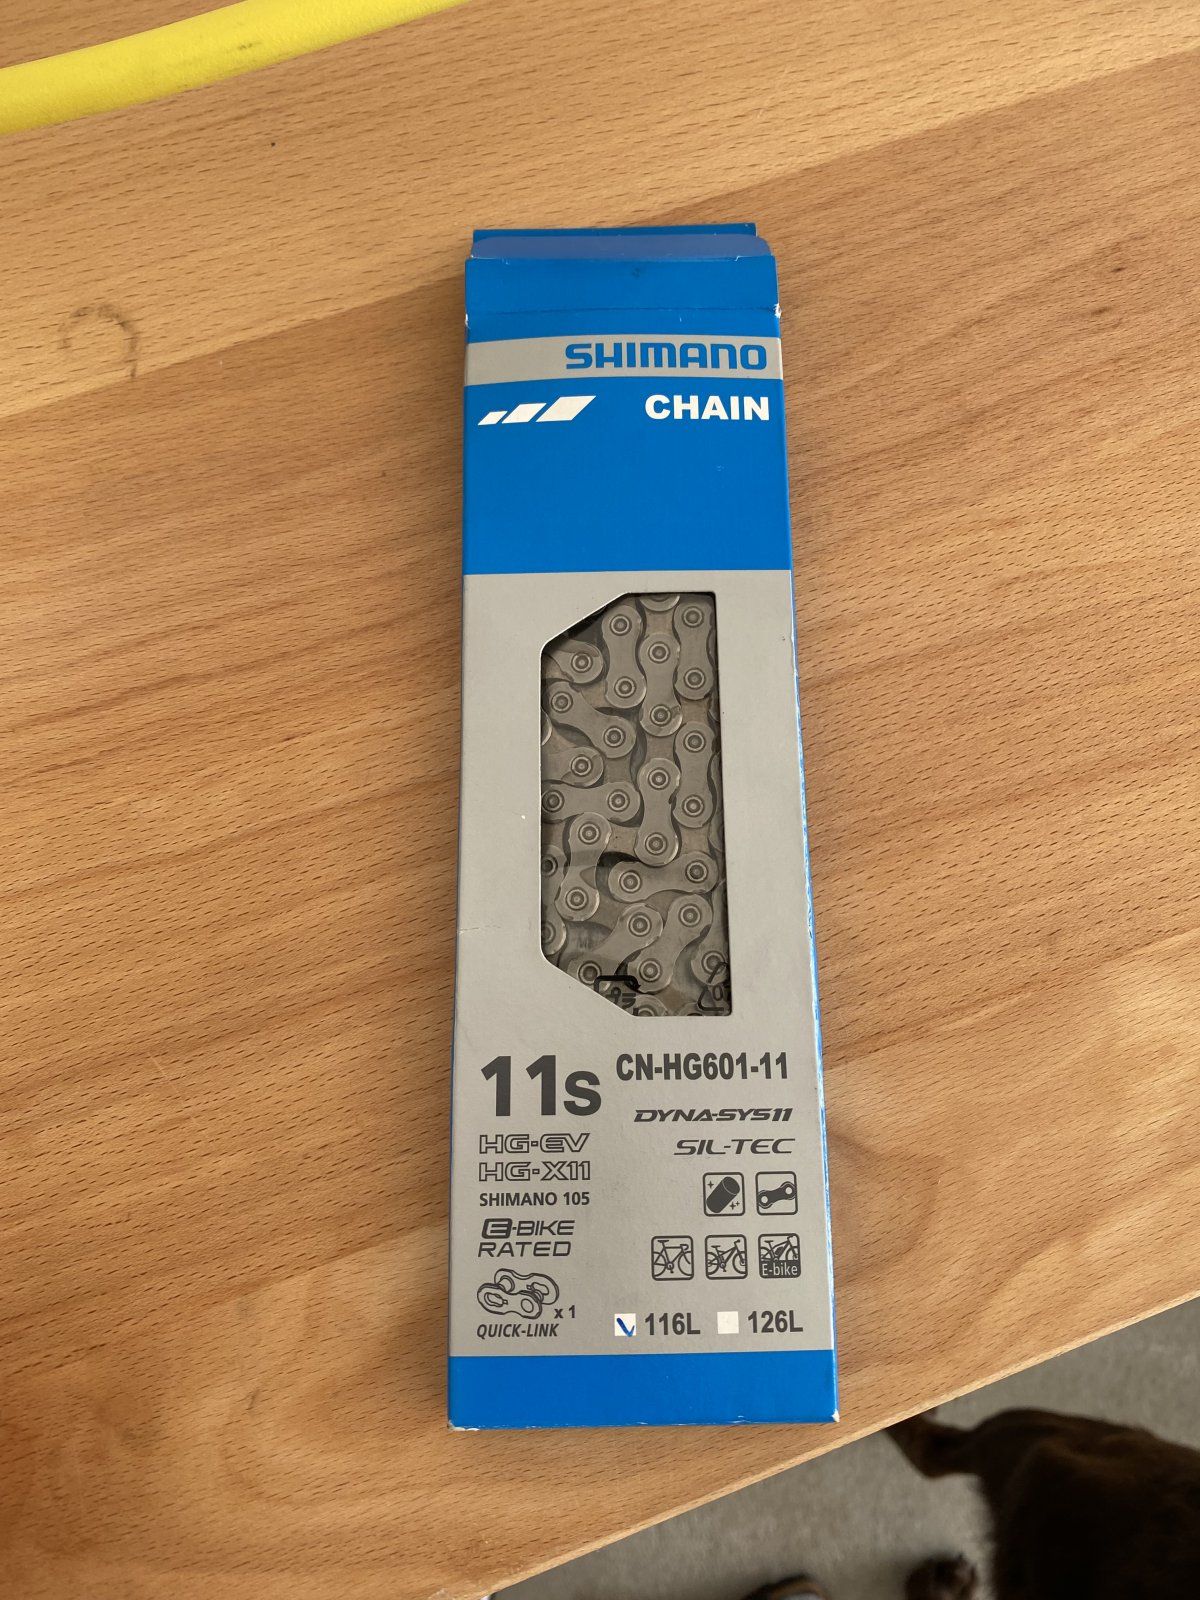 SHIMANO
CHAIN
11s CN-HG601-11
DYNA-SYS11
HG-EV SIL-TEC
HG-X11
SHIMANO 105
E-BIKE
RATED
E-bike
x 1
QUICK-LINK
116L 126L